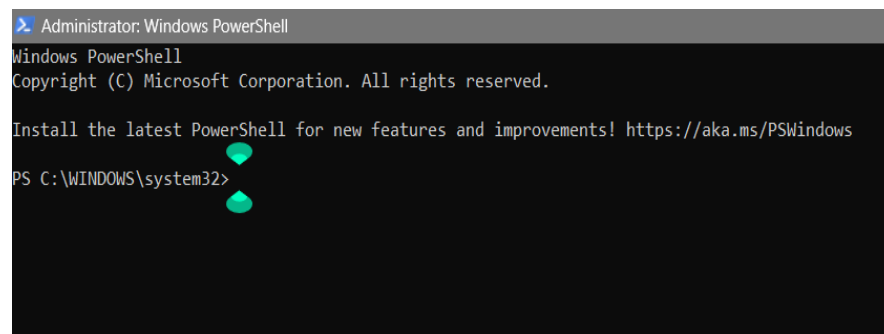 Administrator: Windows PowerShell
Windows PowerShell
Copyright (C) Microsoft Corporation. All rights reserved.
Install the latest PowerShell for new features and improvements! https://aka.ms/PSWindows
PS C:\WINDOWS\system32>